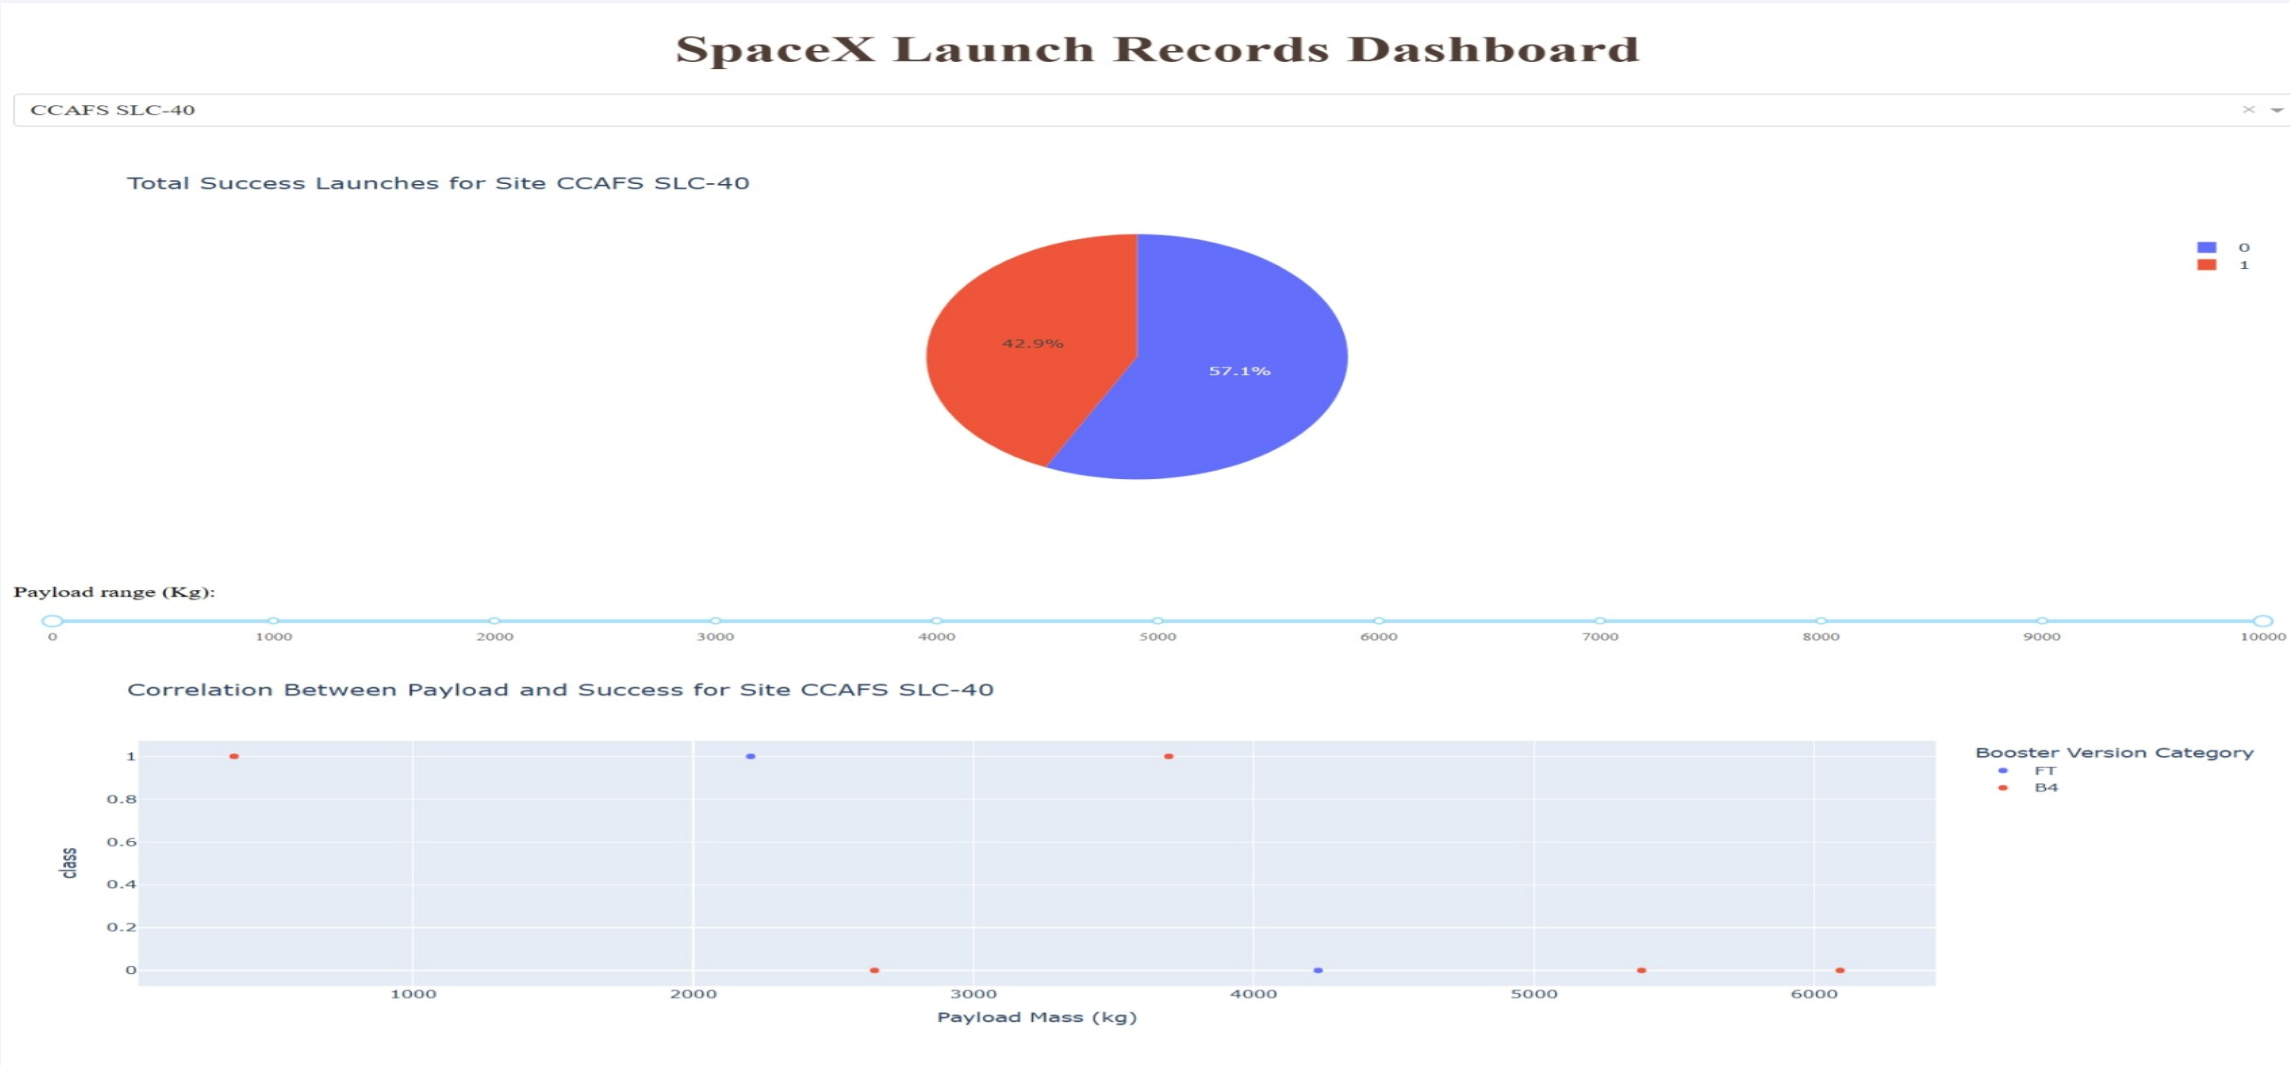 SpaceX Launch Records Dashboard
CCAFS SLC-40 ×
Total Success Launches for Site CCAFS SLC-40
0
1
42.9%
57.1%
Payload range (Kg):
0 1000 2000 3000 4000 5000 6000 7000 8000 9000 10000
Correlation Between Payload and Success for Site CCAFS SLC-40
Booster Version Category
FT
B4
1
0.8
0.6
0.4
0.2
0
class
1000 2000 3000 4000 5000 6000
Payload Mass (kg)